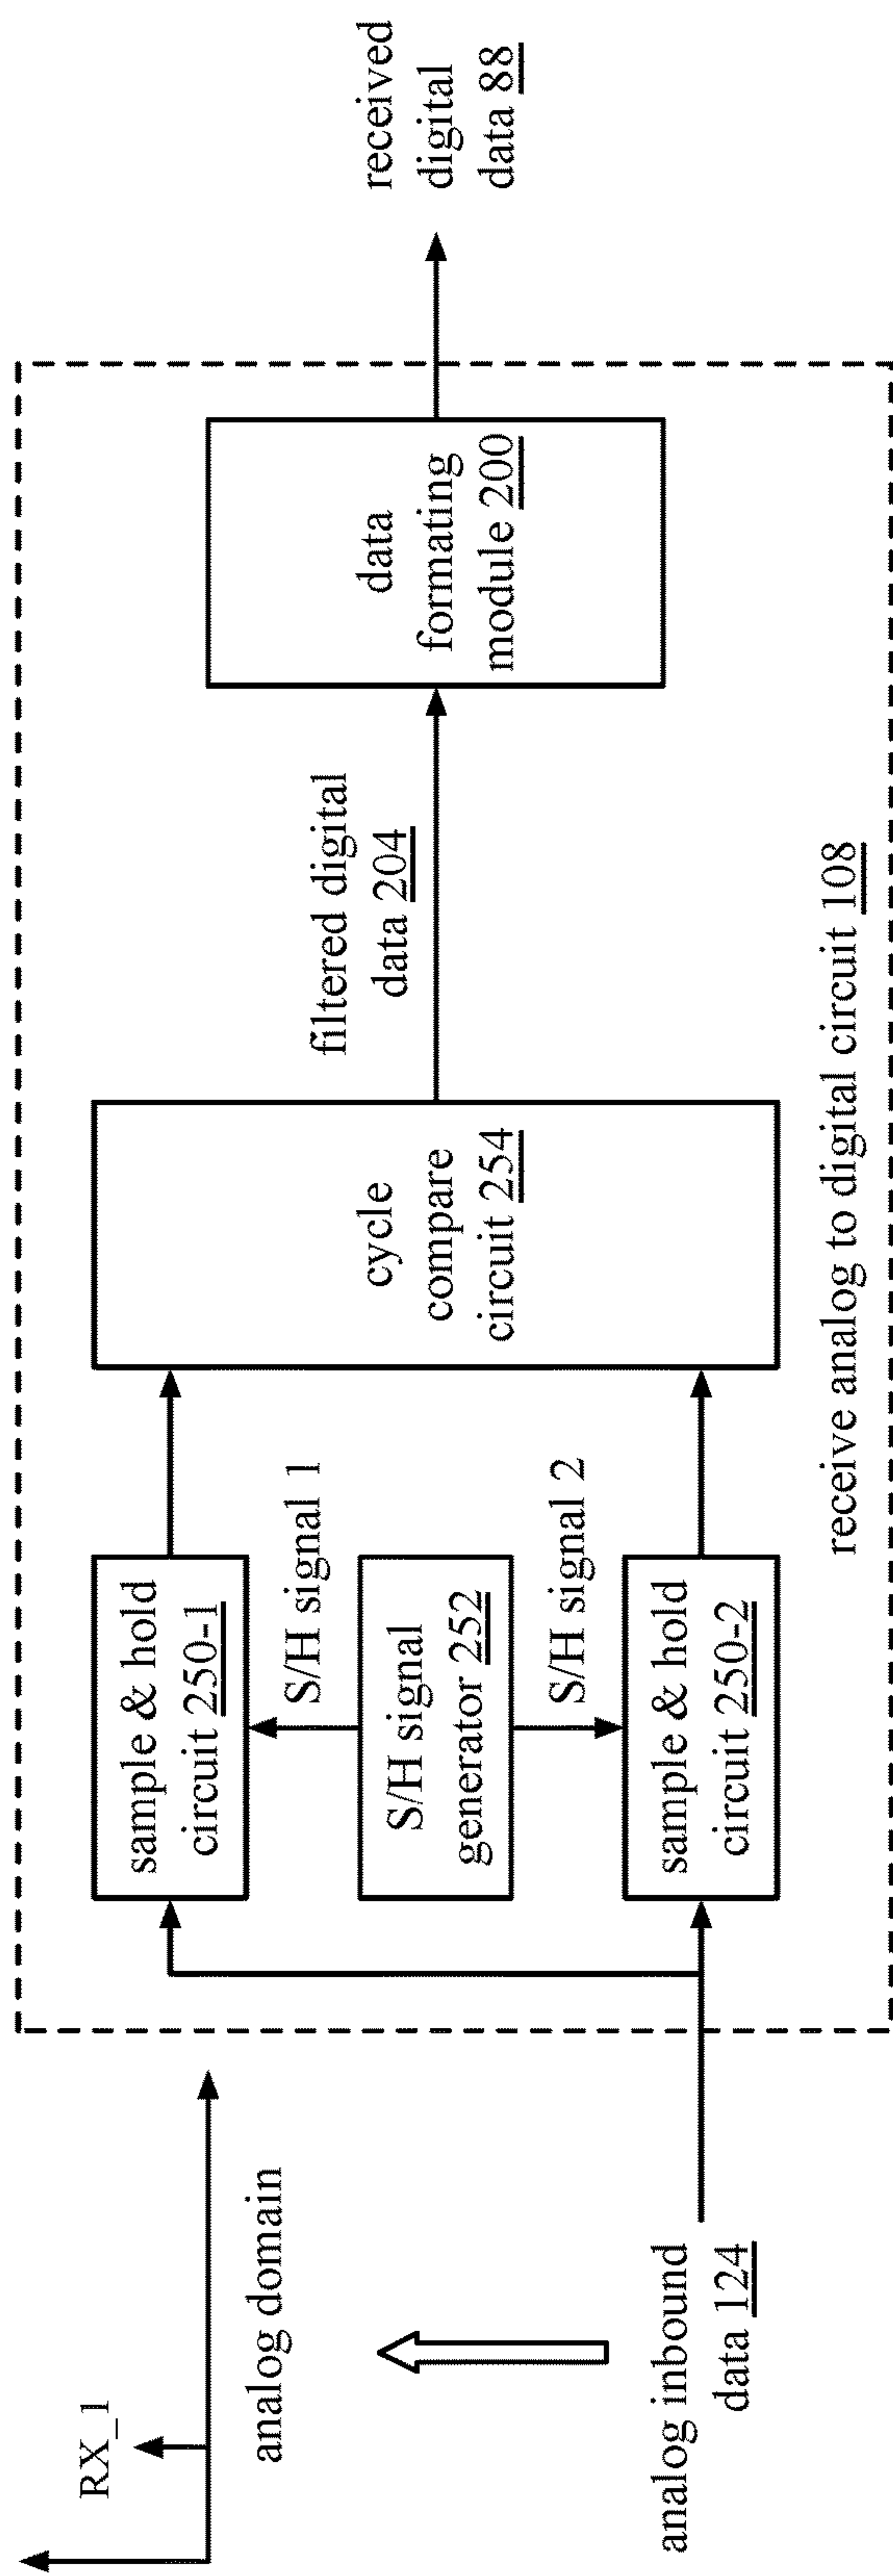 RX_1
analog domain
analog inbound
data 124
sample & hold
circuit 250-1
S/H signal 1
S/H signal
generator 252
S/H signal 2
sample & hold
circuit 250-2
cycle
compare
circuit 254
filtered digital
data 204
data
formating
module 200
receive analog to digital circuit 108
received
digital
data 88